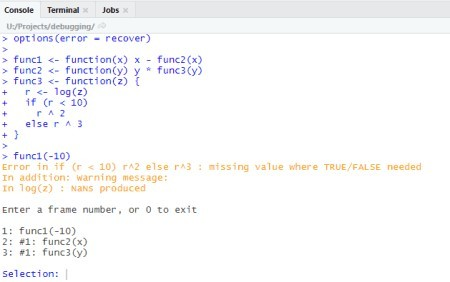 Console Terminal × Jobs ×
U:/Projects/debugging/
> options(error = recover)
>
> func1 <- function(x) x - func2(x)
> func2 <- function(y) y * func3(y)
> func3 <- function(z) {
+ r <- log(z)
+ if (r < 10)
+ r ^ 2
+ else r ^ 3
+ }
>
> func1(-10)
Error in if (r < 10) r^2 else r^3 : missing value where TRUE/FALSE needed
In addition: Warning message:
In log(z) : NaNs produced
Enter a frame number, or 0 to exit
1: func1(-10)
2: #1: func2(x)
3: #1: func3(y)
Selection: